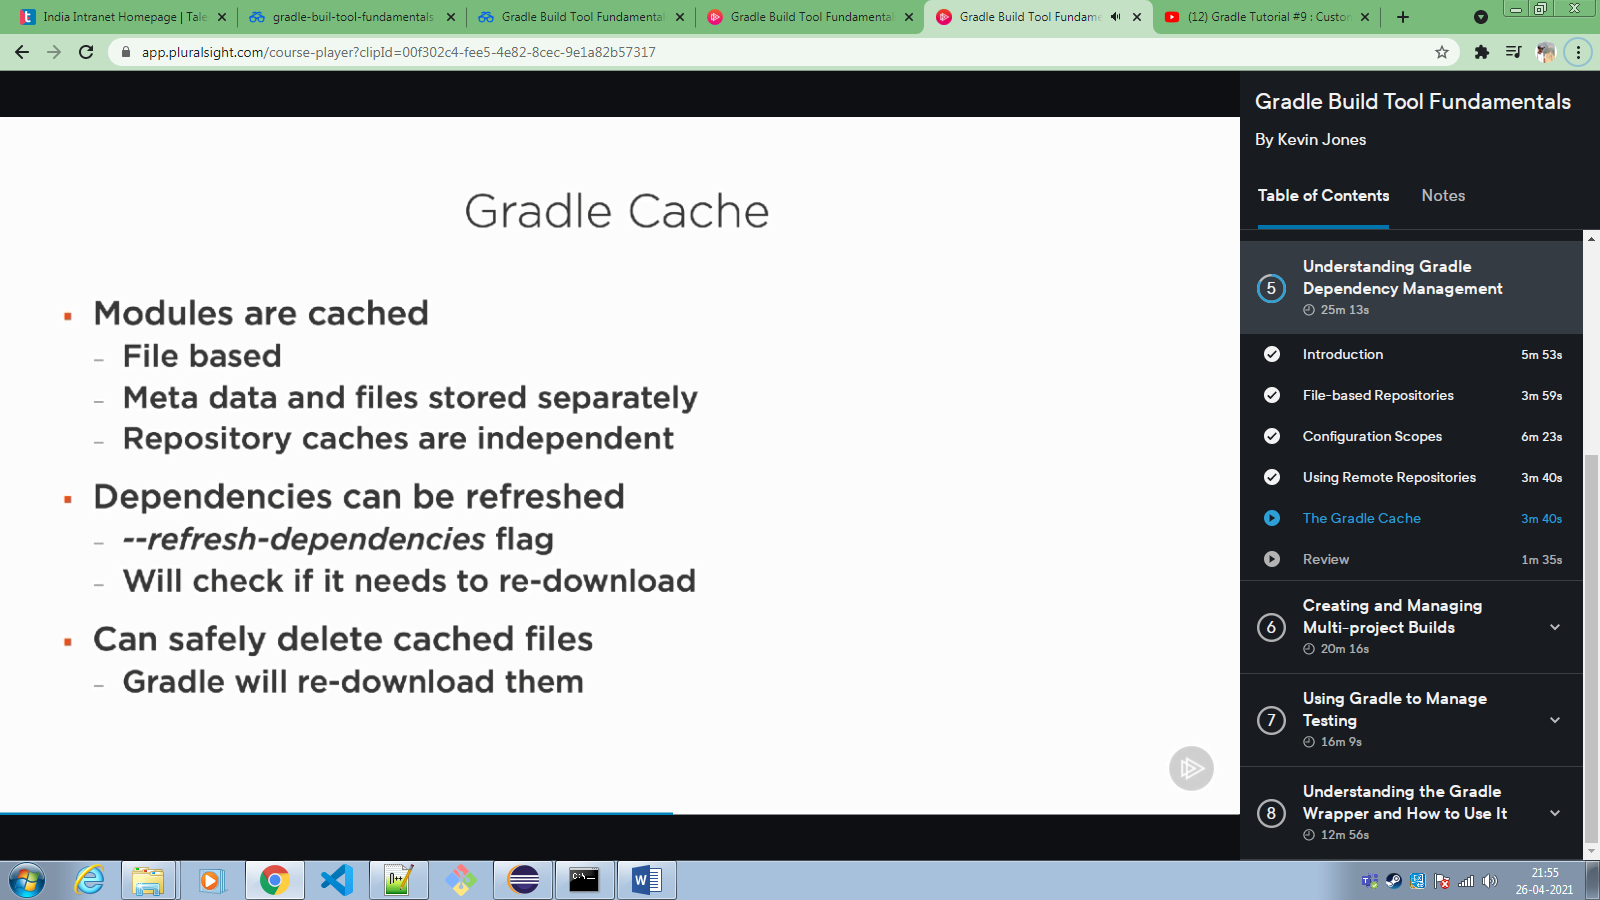 India Intranet Homepage | Tale
gradle-buil-tool-fundamentals
Gradle Build Tool Fundamental
Gradle Build Tool Fundamental
Gradle Build Tool Fundame
(12) Gradle Tutorial #9 : Custom
app.pluralsight.com/course-player?clipId=00f302c4-fee5-4e82-8cec-9e1a82b57317
Gradle Cache
Modules are cached
– File based
– Meta data and files stored separately
– Repository caches are independent
Dependencies can be refreshed
– --refresh-dependencies flag
– Will check if it needs to re-download
Can safely delete cached files
– Gradle will re-download them
Gradle Build Tool Fundamentals
By Kevin Jones
Table of Contents
Notes
5
Understanding Gradle
Dependency Management
25m 13s
Introduction 5m 53s
File-based Repositories 3m 59s
Configuration Scopes 6m 23s
Using Remote Repositories 3m 40s
The Gradle Cache 3m 40s
Review 1m 35s
6
Creating and Managing
Multi-project Builds
20m 16s
7
Using Gradle to Manage
Testing
16m 9s
8
Understanding the Gradle
Wrapper and How to Use It
12m 56s
21:55
26-04-2021